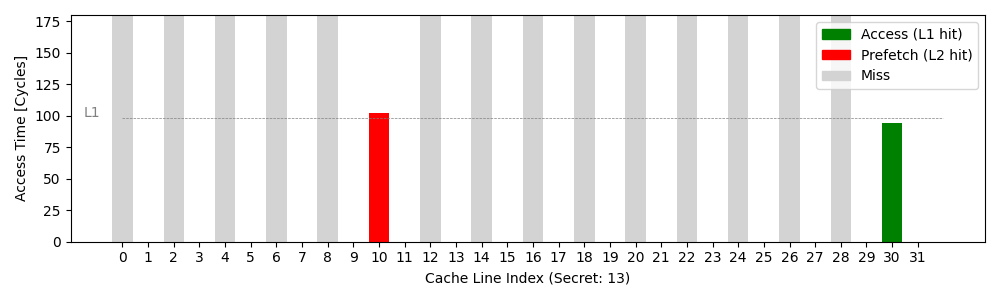 175
150
125
100
75
50
25
0
Access Time [Cycles]
L1
Access (L1 hit)
Prefetch (L2 hit)
Miss
0 1 2 3 4 5 6 7 8 9 10 11 12 13 14 15 16 17 18 19 20 21 22 23 24 25 26 27 28 29 30 31
Cache Line Index (Secret: 13)